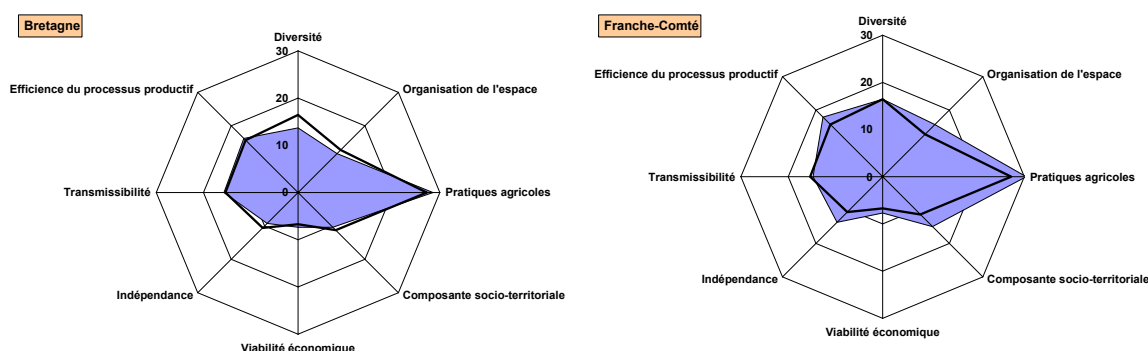 Bretagne
Diversité
30
Efficience du processus productif
Organisation de l'espace
20
10
Transmissibilité
0
Pratiques agricoles
Indépendance
Composante socio-territoriale
Viabilité économique
Franche-Comté
Diversité
30
Efficience du processus productif
Organisation de l'espace
20
10
Transmissibilité
0
Pratiques agricoles
Indépendance
Composante socio-territoriale
Viabilité économique